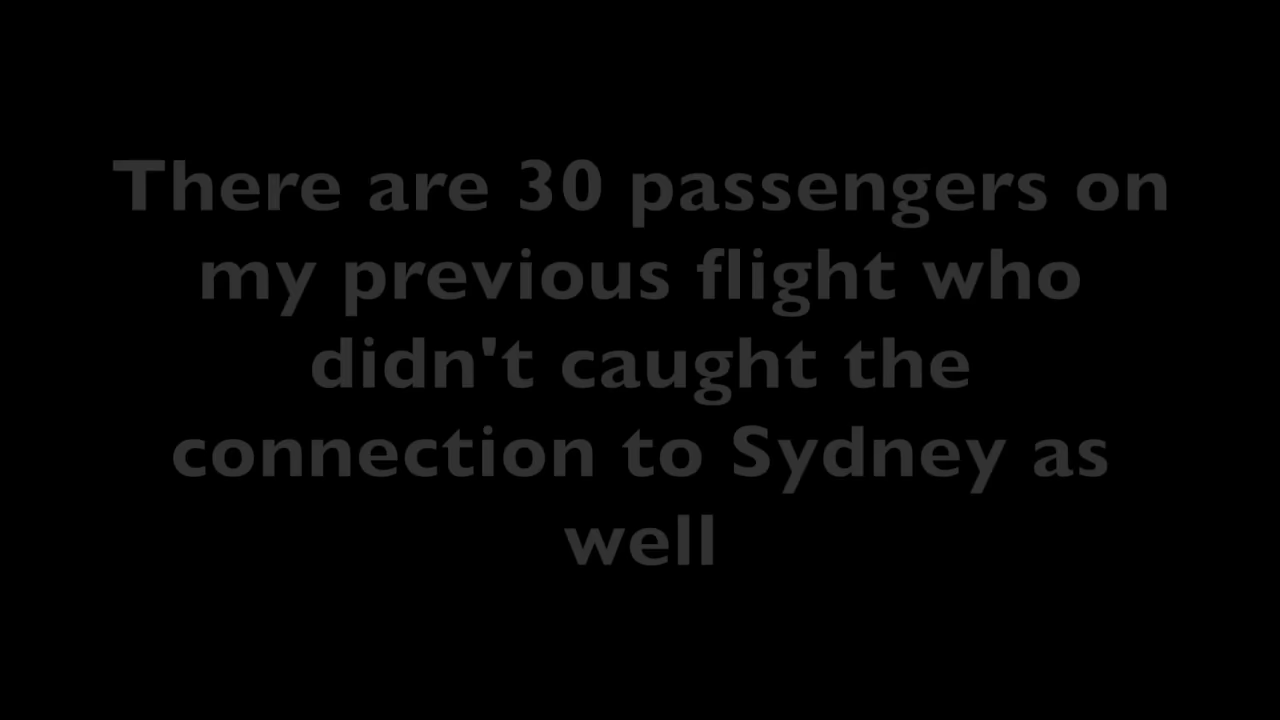 There are 30 passengers on
my previous flight who
didn't caught the
connection to Sydney as
well